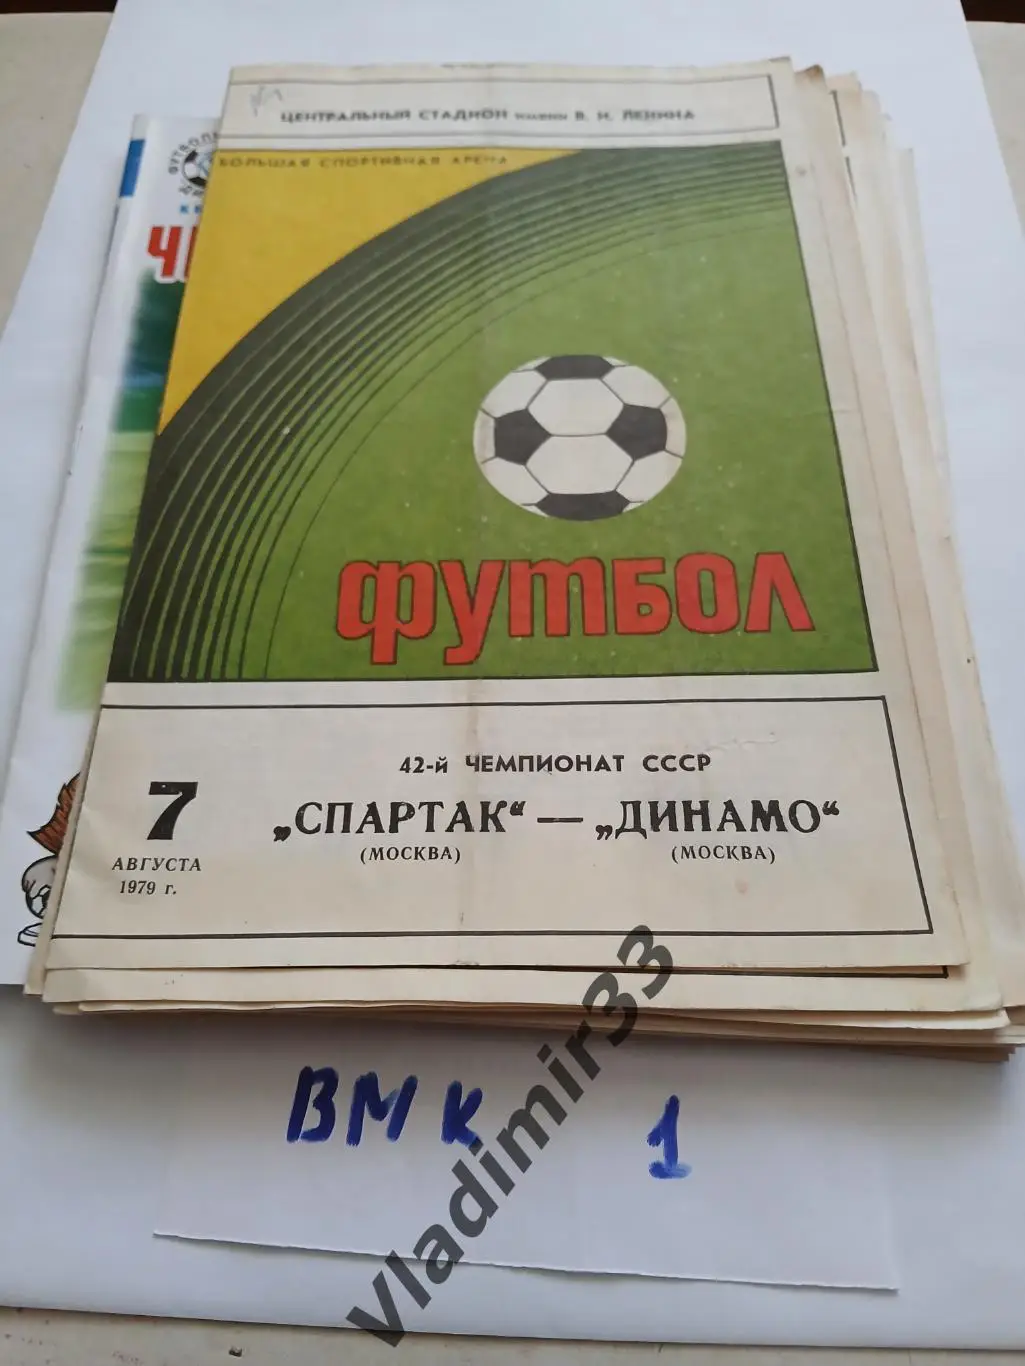 ЦЕНТРАЛЬНЫЙ СТАДИОН имени В. И. ЛЕНИНА
БОЛЬШАЯ СПОРТИВНАЯ АРЕНА
ФУТБОЛ
42-й ЧЕМПИОНАТ СССР
7 „СПАРТАК“ — „ДИНАМО“
(МОСКВА) (МОСКВА)
АВГУСТА
1979 г.
ВМК 1
vladimir33